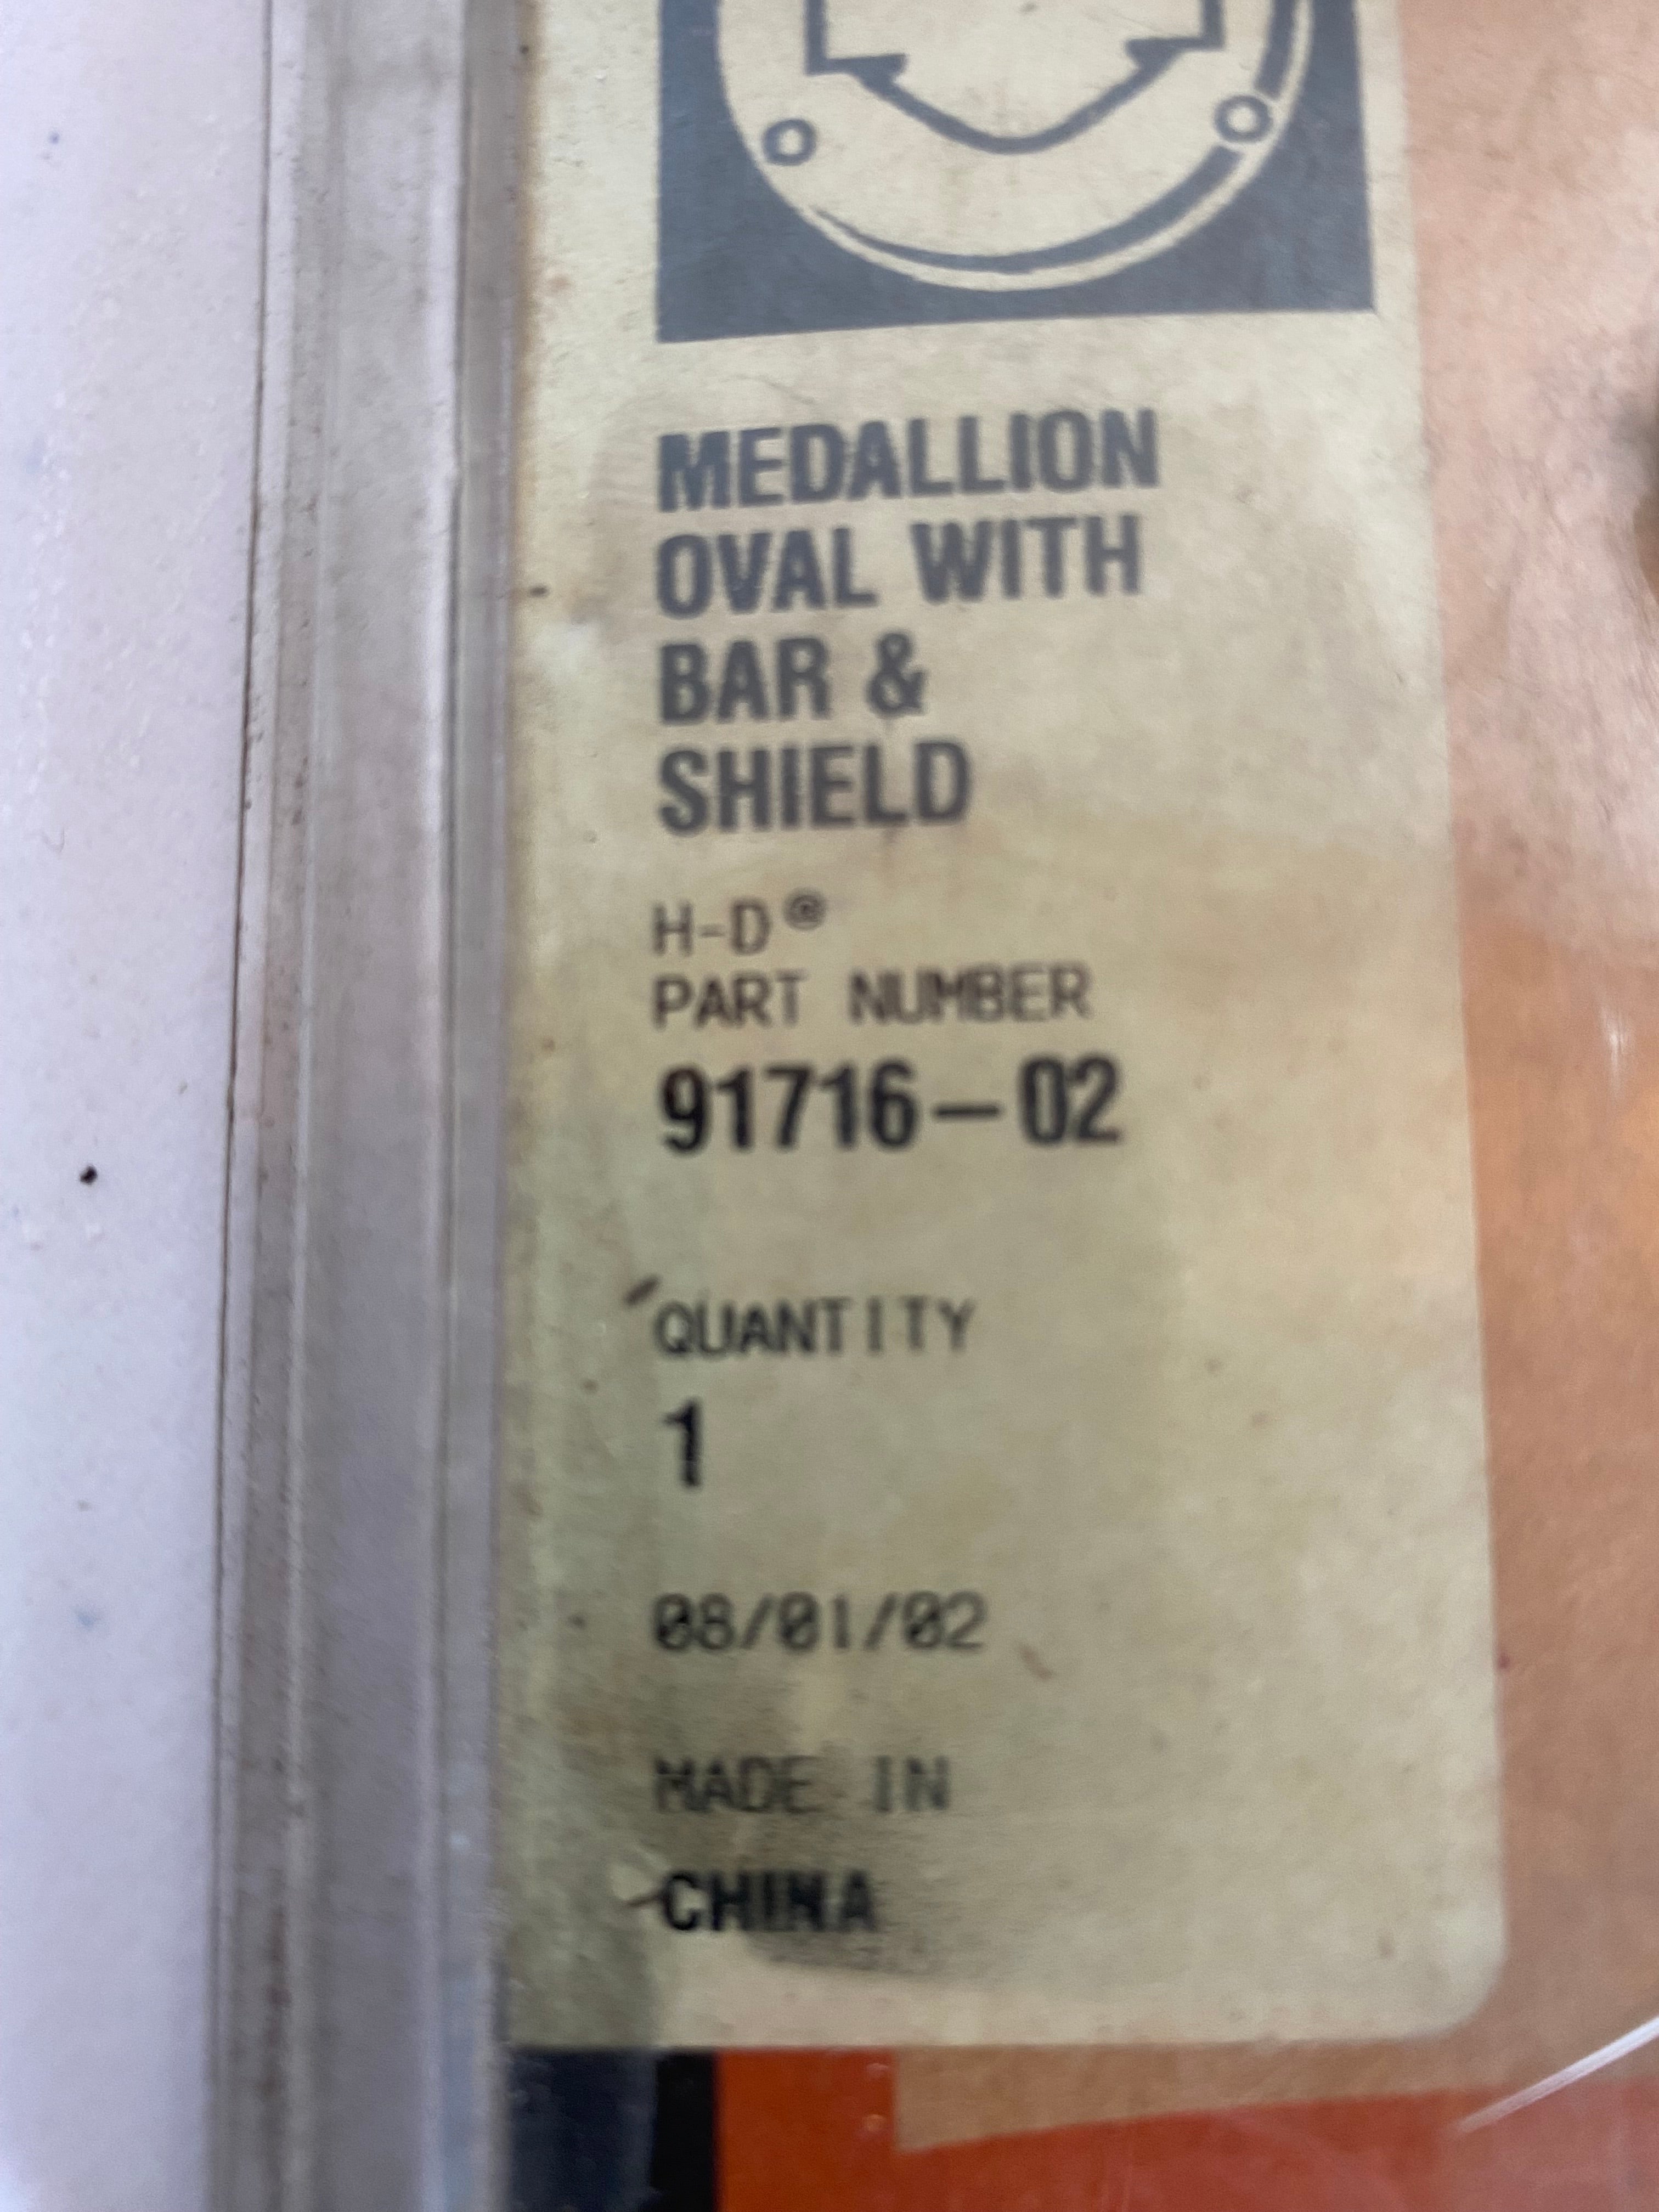 MEDALLION
OVAL WITH
BAR &
SHIELD
H-D®
PART NUMBER
91716-02
QUANTITY
1
08/01/02
MADE IN
CHINA